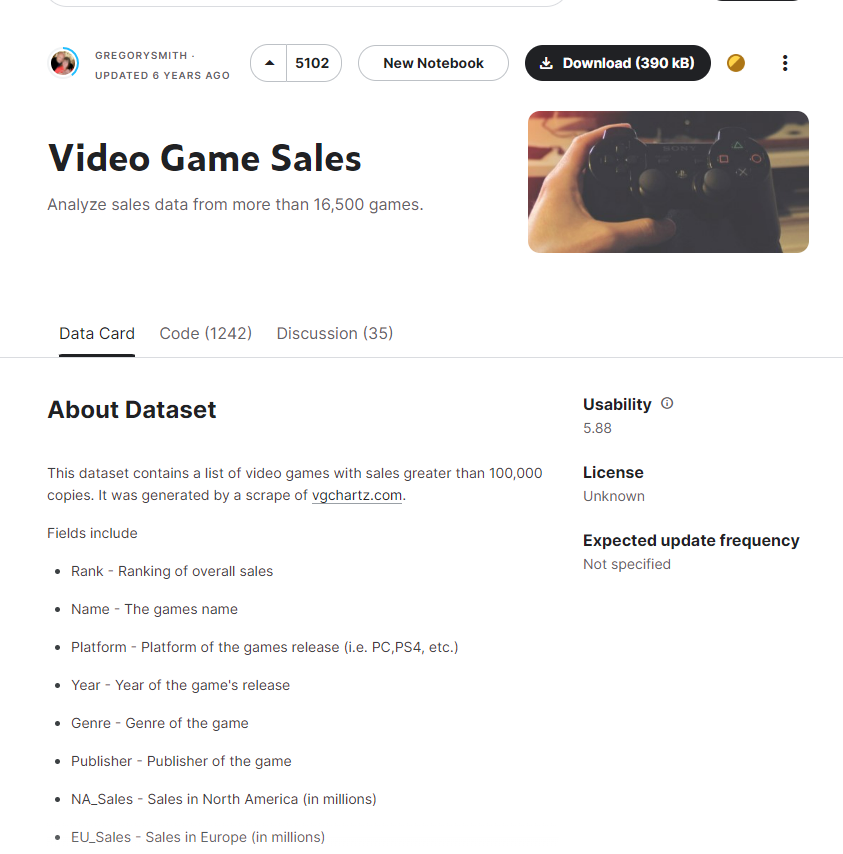 GREGORYSMITH ·
UPDATED 6 YEARS AGO
5102
New Notebook
Download (390 kB)
Video Game Sales
Analyze sales data from more than 16,500 games.
SONY
Data Card
Code (1242)
Discussion (35)
About Dataset
This dataset contains a list of video games with sales greater than 100,000
copies. It was generated by a scrape of vgchartz.com.
Fields include
Rank - Ranking of overall sales
Name - The games name
Platform - Platform of the games release (i.e. PC,PS4, etc.)
Year - Year of the game's release
Genre - Genre of the game
Publisher - Publisher of the game
NA_Sales - Sales in North America (in millions)
EU_Sales - Sales in Europe (in millions)
Usability
5.88
License
Unknown
Expected update frequency
Not specified